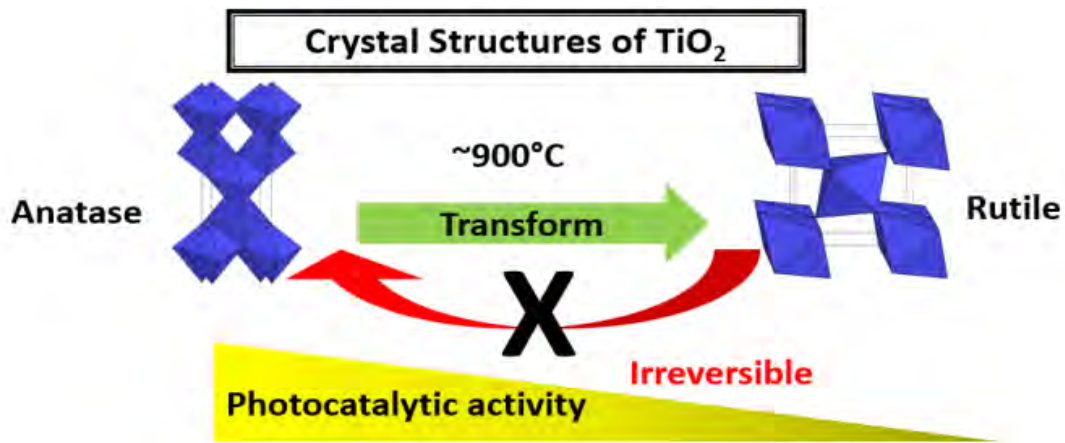 Crystal Structures of TiO₂
~900°C
Anatase
Transform
Rutile
X
Irreversible
Photocatalytic activity